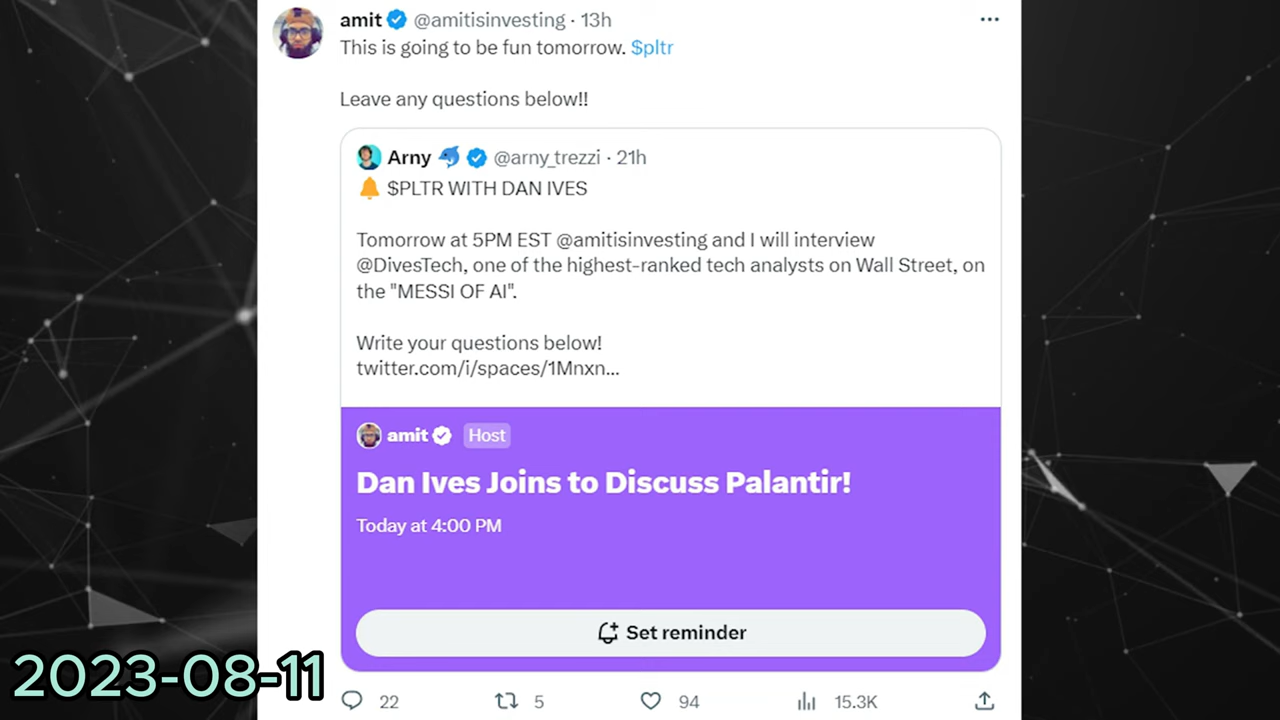 amit @amitisinvesting · 13h
This is going to be fun tomorrow. $pltr
Leave any questions below!!
Arny 🐬 @arny_trezzi · 21h
🔔 $PLTR WITH DAN IVES
Tomorrow at 5PM EST @amitisinvesting and I will interview
@DivesTech, one of the highest-ranked tech analysts on Wall Street, on
the "MESSI OF AI".
Write your questions below!
twitter.com/i/spaces/1Mnxn...
amit Host
Dan Ives Joins to Discuss Palantir!
Today at 4:00 PM
Set reminder
22 5 94 15.3K
2023-08-11